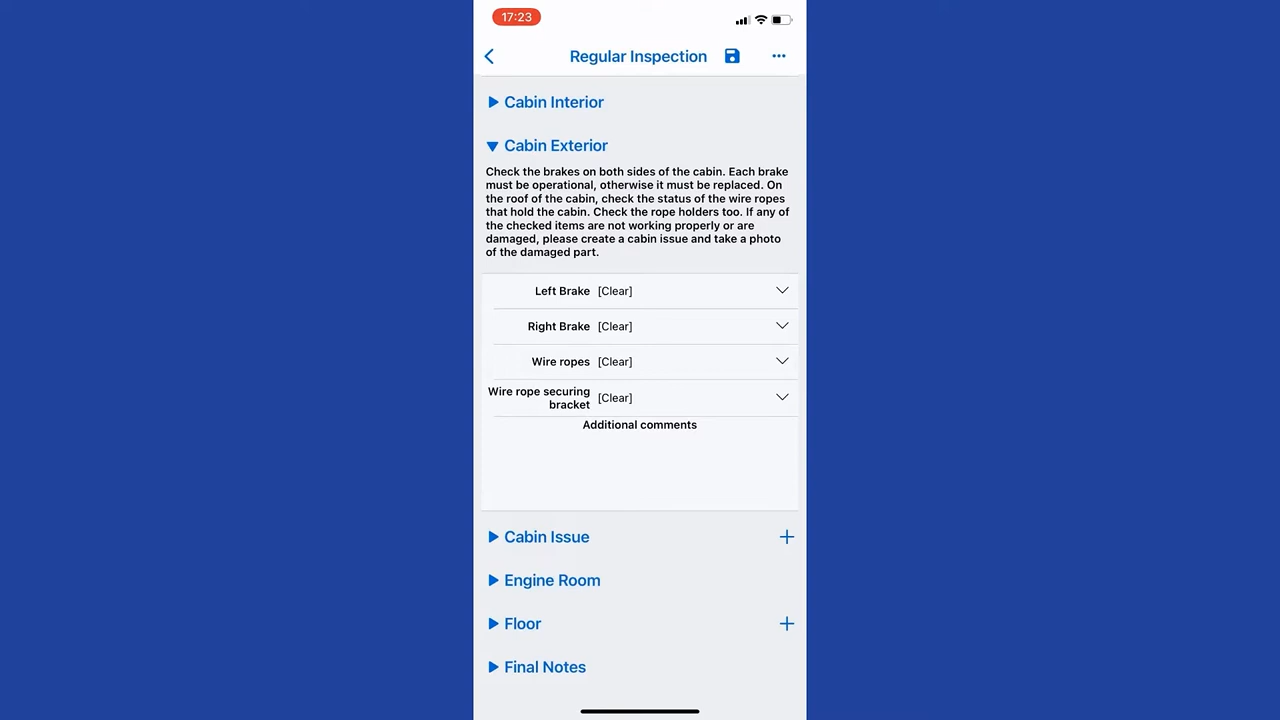 17:23
Regular Inspection
Cabin Interior
Cabin Exterior
Check the brakes on both sides of the cabin. Each brake
must be operational, otherwise it must be replaced. On
the roof of the cabin, check the status of the wire ropes
that hold the cabin. Check the rope holders too. If any of
the checked items are not working properly or are
damaged, please create a cabin issue and take a photo
of the damaged part.
Left Brake [Clear]
Right Brake [Clear]
Wire ropes [Clear]
Wire rope securing
bracket [Clear]
Additional comments
Cabin Issue
Engine Room
Floor
Final Notes